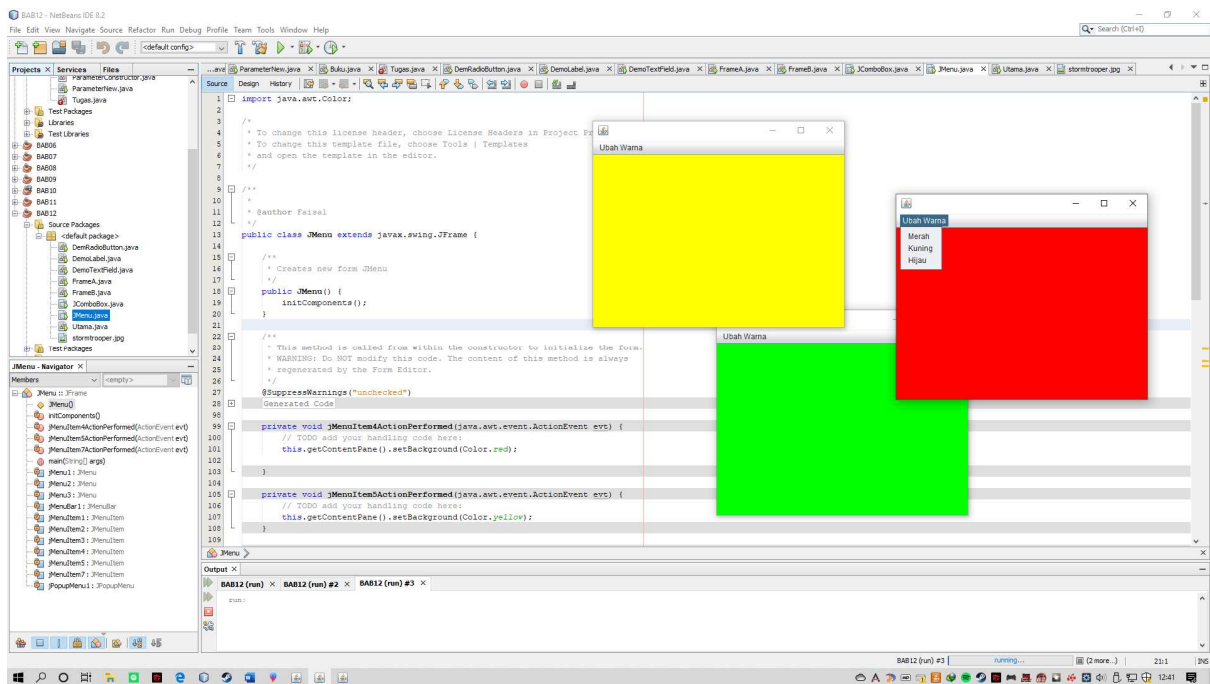 BAB12 - NetBeans IDE 8.2
File Edit View Navigate Source Refactor Run Debug Profile Team Tools Window Help
Search (Ctrl+I)
<default config>
Projects Services Files
ParameterConstructor.java
ParameterNew.java
Tugas.java
Test Packages
Libraries
Test Libraries
BAB06
BAB07
BAB08
BAB09
BAB10
BAB11
BAB12
Source Packages
<default package>
DemRadioButton.java
DemoLabel.java
DemoTextField.java
FrameA.java
FrameB.java
JComboBox.java
JMenu.java
Utama.java
stormtrooper.jpg
Test Packages
JMenu - Navigator
Members <empty>
JMenu :: JFrame
JMenu()
initComponents()
jMenuItem4ActionPerformed(ActionEvent evt)
jMenuItem5ActionPerformed(ActionEvent evt)
jMenuItem7ActionPerformed(ActionEvent evt)
main(String[] args)
jMenu1 : JMenu
jMenu2 : JMenu
jMenu3 : JMenu
jMenuBar1 : JMenuBar
jMenuItem1 : JMenuItem
jMenuItem2 : JMenuItem
jMenuItem3 : JMenuItem
jMenuItem4 : JMenuItem
jMenuItem5 : JMenuItem
jMenuItem7 : JMenuItem
jPopupMenu1 : JPopupMenu
...ava ParameterNew.java Buku.java Tugas.java DemRadioButton.java DemoLabel.java DemoTextField.java FrameA.java FrameB.java JComboBox.java JMenu.java Utama.java stormtrooper.jpg
Source Design History
1 import java.awt.Color;
2
3 /*
4 * To change this license header, choose License Headers in Project Pr
5 * To change this template file, choose Tools | Templates
6 * and open the template in the editor.
7 */
8
9 /**
10 *
11 * @author Faisal
12 */
13 public class JMenu extends javax.swing.JFrame {
14
15 /**
16 * Creates new form JMenu
17 */
18 public JMenu() {
19 initComponents();
20 }
21
22 /**
23 * This method is called from within the constructor to initialize the form.
24 * WARNING: Do NOT modify this code. The content of this method is always
25 * regenerated by the Form Editor.
26 */
27 @SuppressWarnings("unchecked")
28 Generated Code
98
99 private void jMenuItem4ActionPerformed(java.awt.event.ActionEvent evt) {
100 // TODO add your handling code here:
101 this.getContentPane().setBackground(Color.red);
102
103 }
104
105 private void jMenuItem5ActionPerformed(java.awt.event.ActionEvent evt) {
106 // TODO add your handling code here:
107 this.getContentPane().setBackground(Color.yellow);
108 }
109
Ubah Warna
Ubah Warna
Merah
Kuning
Hijau
Ubah Warna
JMenu
Output
BAB12 (run) BAB12 (run) #2 BAB12 (run) #3
run:
BAB12 (run) #3 running... (2 more...) 21:1 INS
12:41